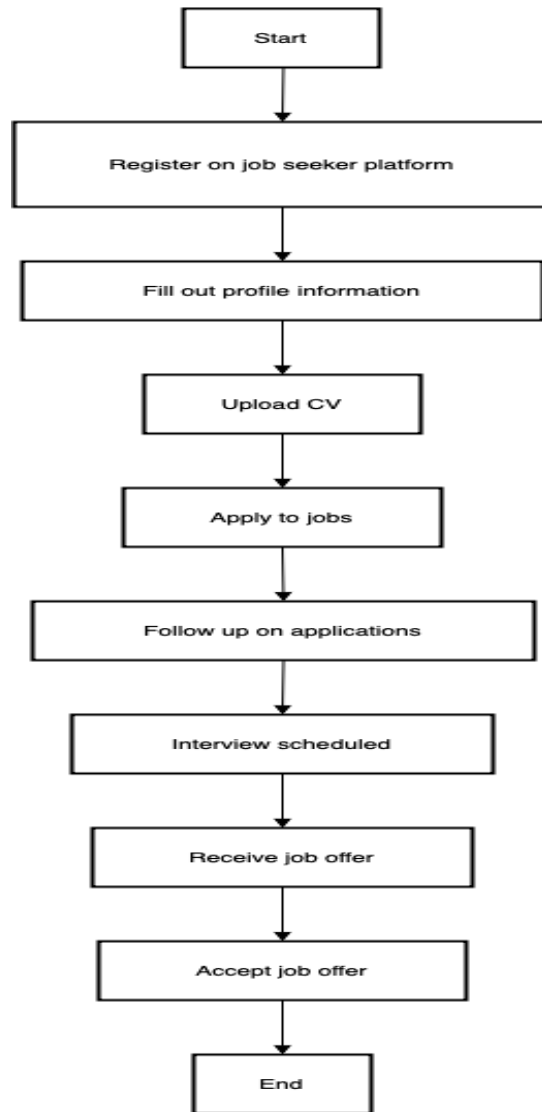 Start
Register on job seeker platform
Fill out profile information
Upload CV
Apply to jobs
Follow up on applications
Interview scheduled
Receive job offer
Accept job offer
End